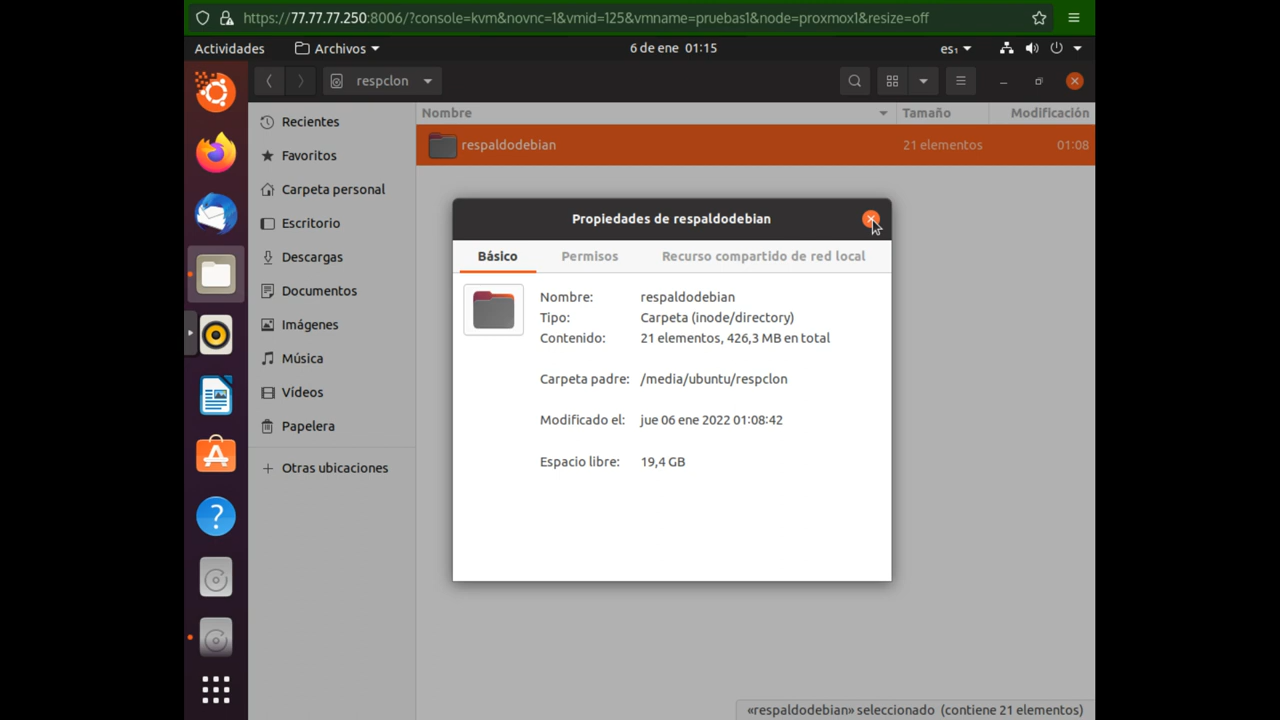 https://77.77.77.250:8006/?console=kvm&novnc=1&vmid=125&vmname=pruebas1&node=proxmox1&resize=off
Actividades Archivos 6 de ene 01:15 es₁
respclon
Nombre Tamaño Modificación
respaldodebian 21 elementos 01:08
Recientes
Favoritos
Carpeta personal
Escritorio
Descargas
Documentos
Imágenes
Música
Vídeos
Papelera
Otras ubicaciones
Propiedades de respaldodebian
Básico Permisos Recurso compartido de red local
Nombre: respaldodebian
Tipo: Carpeta (inode/directory)
Contenido: 21 elementos, 426,3 MB en total
Carpeta padre: /media/ubuntu/respclon
Modificado el: jue 06 ene 2022 01:08:42
Espacio libre: 19,4 GB
«respaldodebian» seleccionado (contiene 21 elementos)